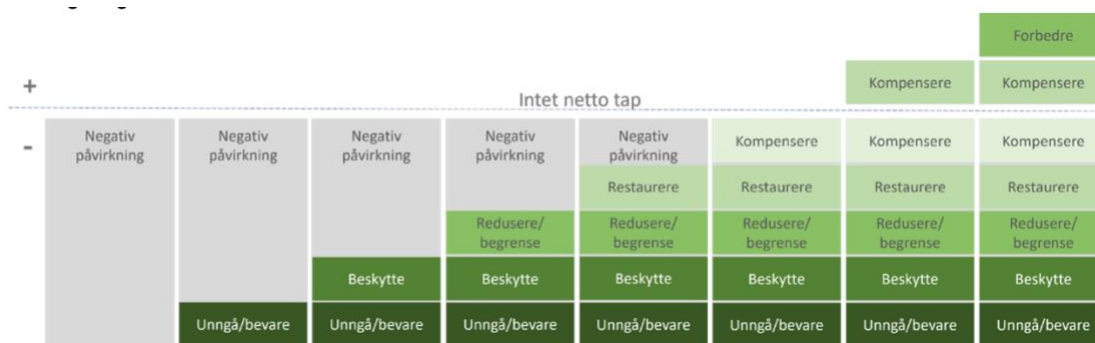 Forbedre
+ Kompensere Kompensere
Intet netto tap
- Negativ påvirkning Negativ påvirkning Negativ påvirkning Negativ påvirkning Negativ påvirkning Kompensere Kompensere Kompensere
Restaurere Restaurere Restaurere Restaurere
Redusere/ begrense Redusere/ begrense Redusere/ begrense Redusere/ begrense Redusere/ begrense
Beskytte Beskytte Beskytte Beskytte Beskytte Beskytte
Unngå/bevare Unngå/bevare Unngå/bevare Unngå/bevare Unngå/bevare Unngå/bevare Unngå/bevare